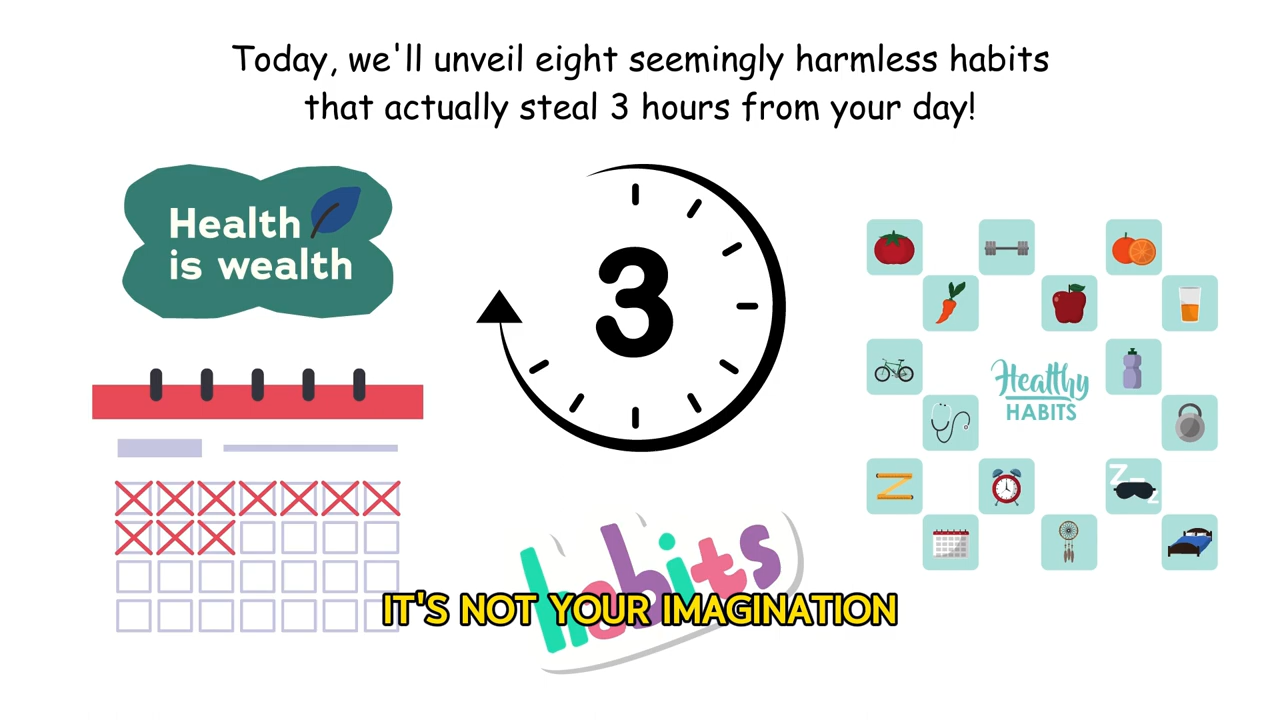 Today, we'll unveil eight seemingly harmless habits
that actually steal 3 hours from your day!
Health
is wealth
3
Healthy
HABITS
Z
z
habits
IT'S NOT YOUR IMAGINATION